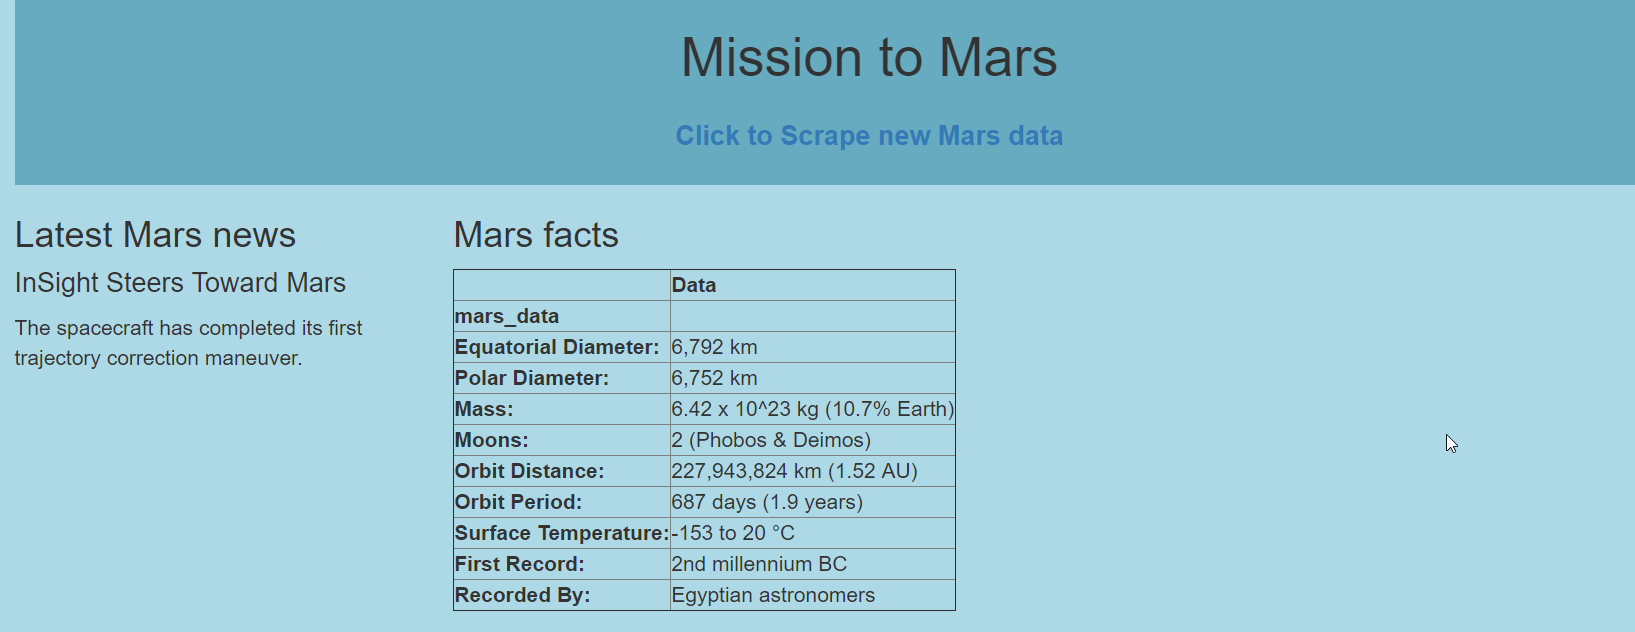 Mission to Mars
Click to Scrape new Mars data
Latest Mars news
InSight Steers Toward Mars
The spacecraft has completed its first
trajectory correction maneuver.
Mars facts
Data
mars_data
Equatorial Diameter: 6,792 km
Polar Diameter: 6,752 km
Mass: 6.42 x 10^23 kg (10.7% Earth)
Moons: 2 (Phobos & Deimos)
Orbit Distance: 227,943,824 km (1.52 AU)
Orbit Period: 687 days (1.9 years)
Surface Temperature: -153 to 20 °C
First Record: 2nd millennium BC
Recorded By: Egyptian astronomers